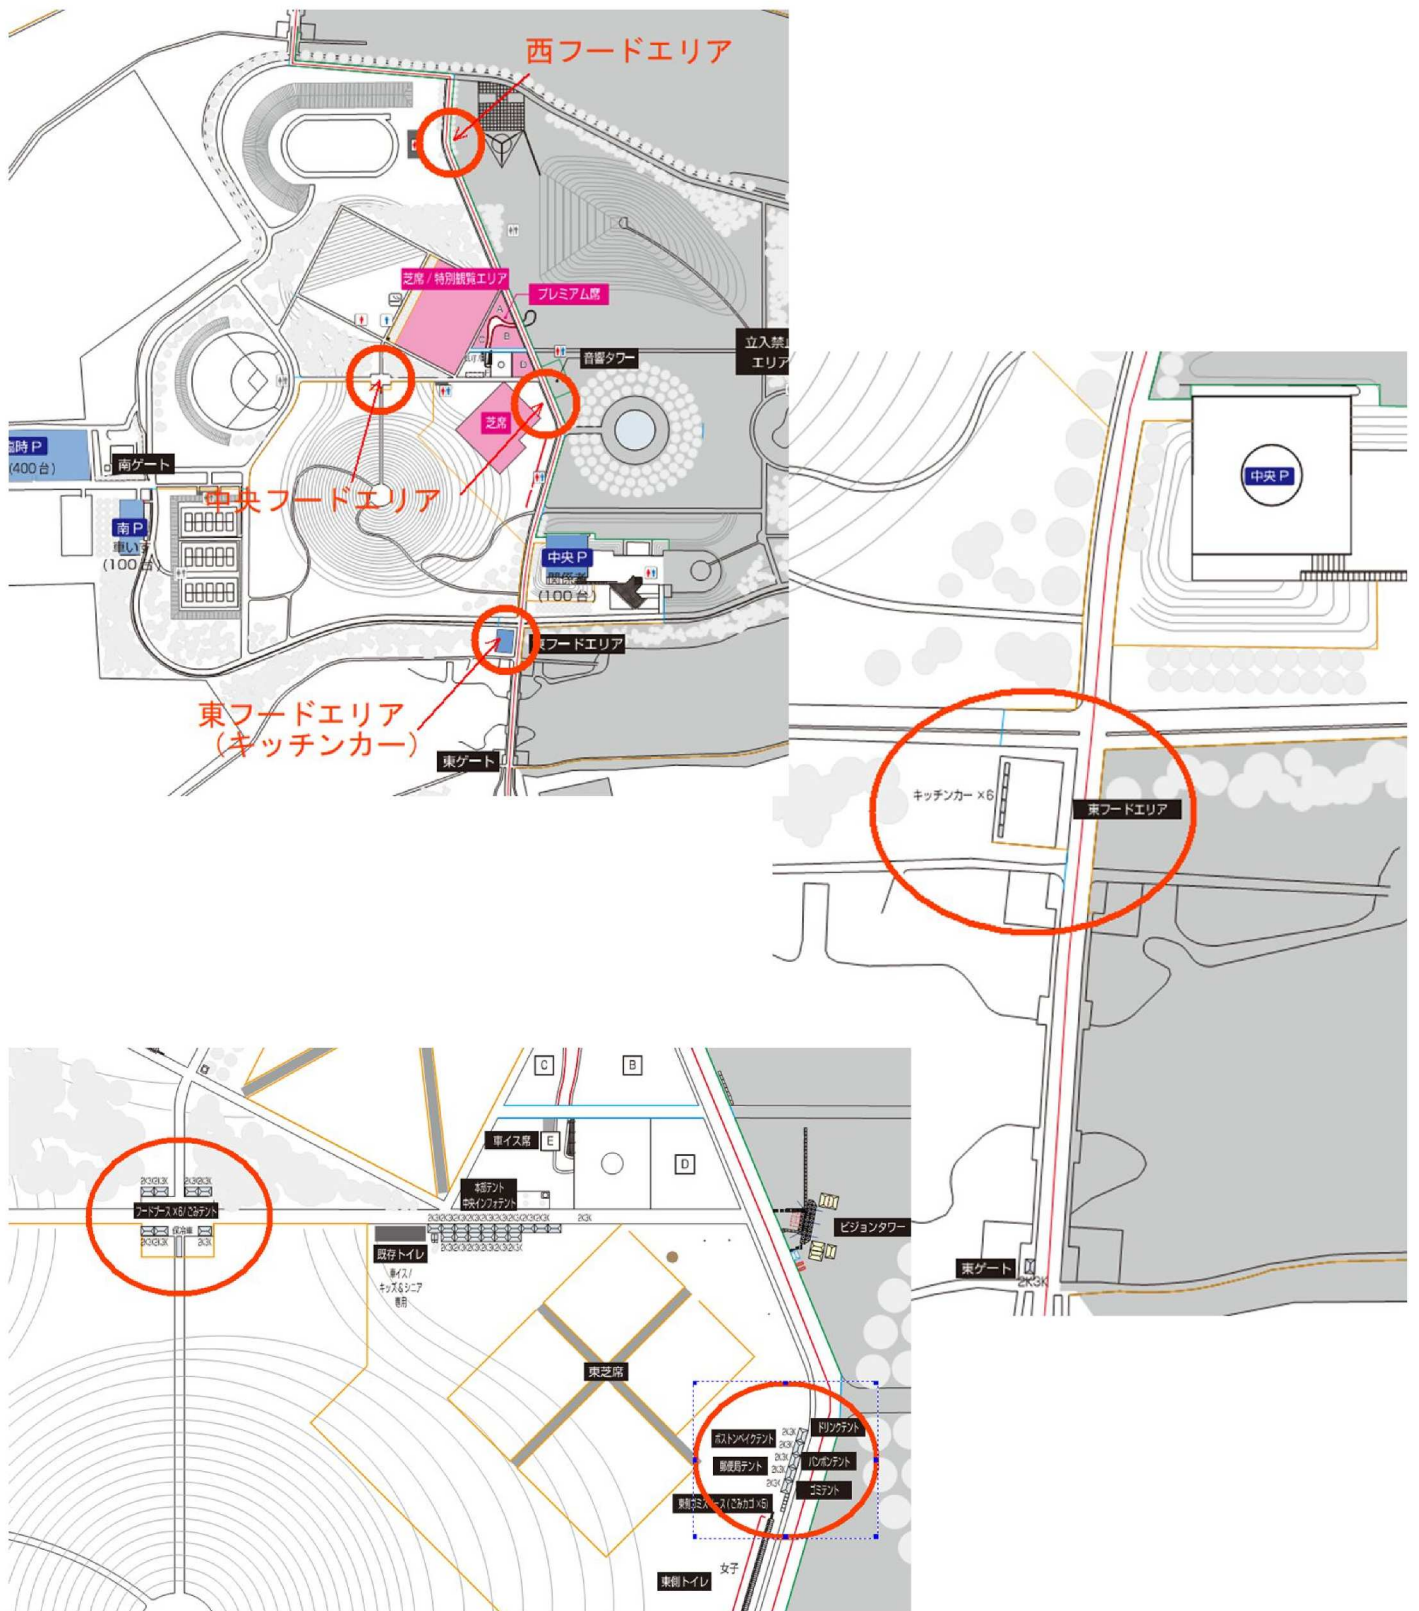 西フードエリア
芝席 / 特別観覧エリア
プレミアム席
A
B
C
D
音響タワー
立入禁止
エリア
芝席
臨時 P
(400台)
南ゲート
中央フードエリア
南 P
車いす
(100台)
中央 P
関係者
(100台)
東フードエリア
東フードエリア
(キッチンカー)
東ゲート
中央 P
キッチンカー ×6
東フードエリア
東ゲート
2K3K
C
B
車イス席
E
D
本部テント
中央インフォテント
フードブース ×6/ごみテント
保冷車
既存トイレ
車イス/
キッズ&シニア
専用
ビジョンタワー
東芝席
ドリンクテント
ボストンベイクテント
郵便局テント
パンポンテント
ゴミテント
東側ゴミスペース (ごみカゴ ×5)
女子
東側トイレ